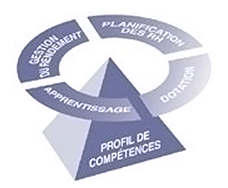 GESTION
DU RENDEMENT
PLANIFICATION
DES RH
DOTATION
APPRENTISSAGE
PROFIL DE
COMPÉTENCES